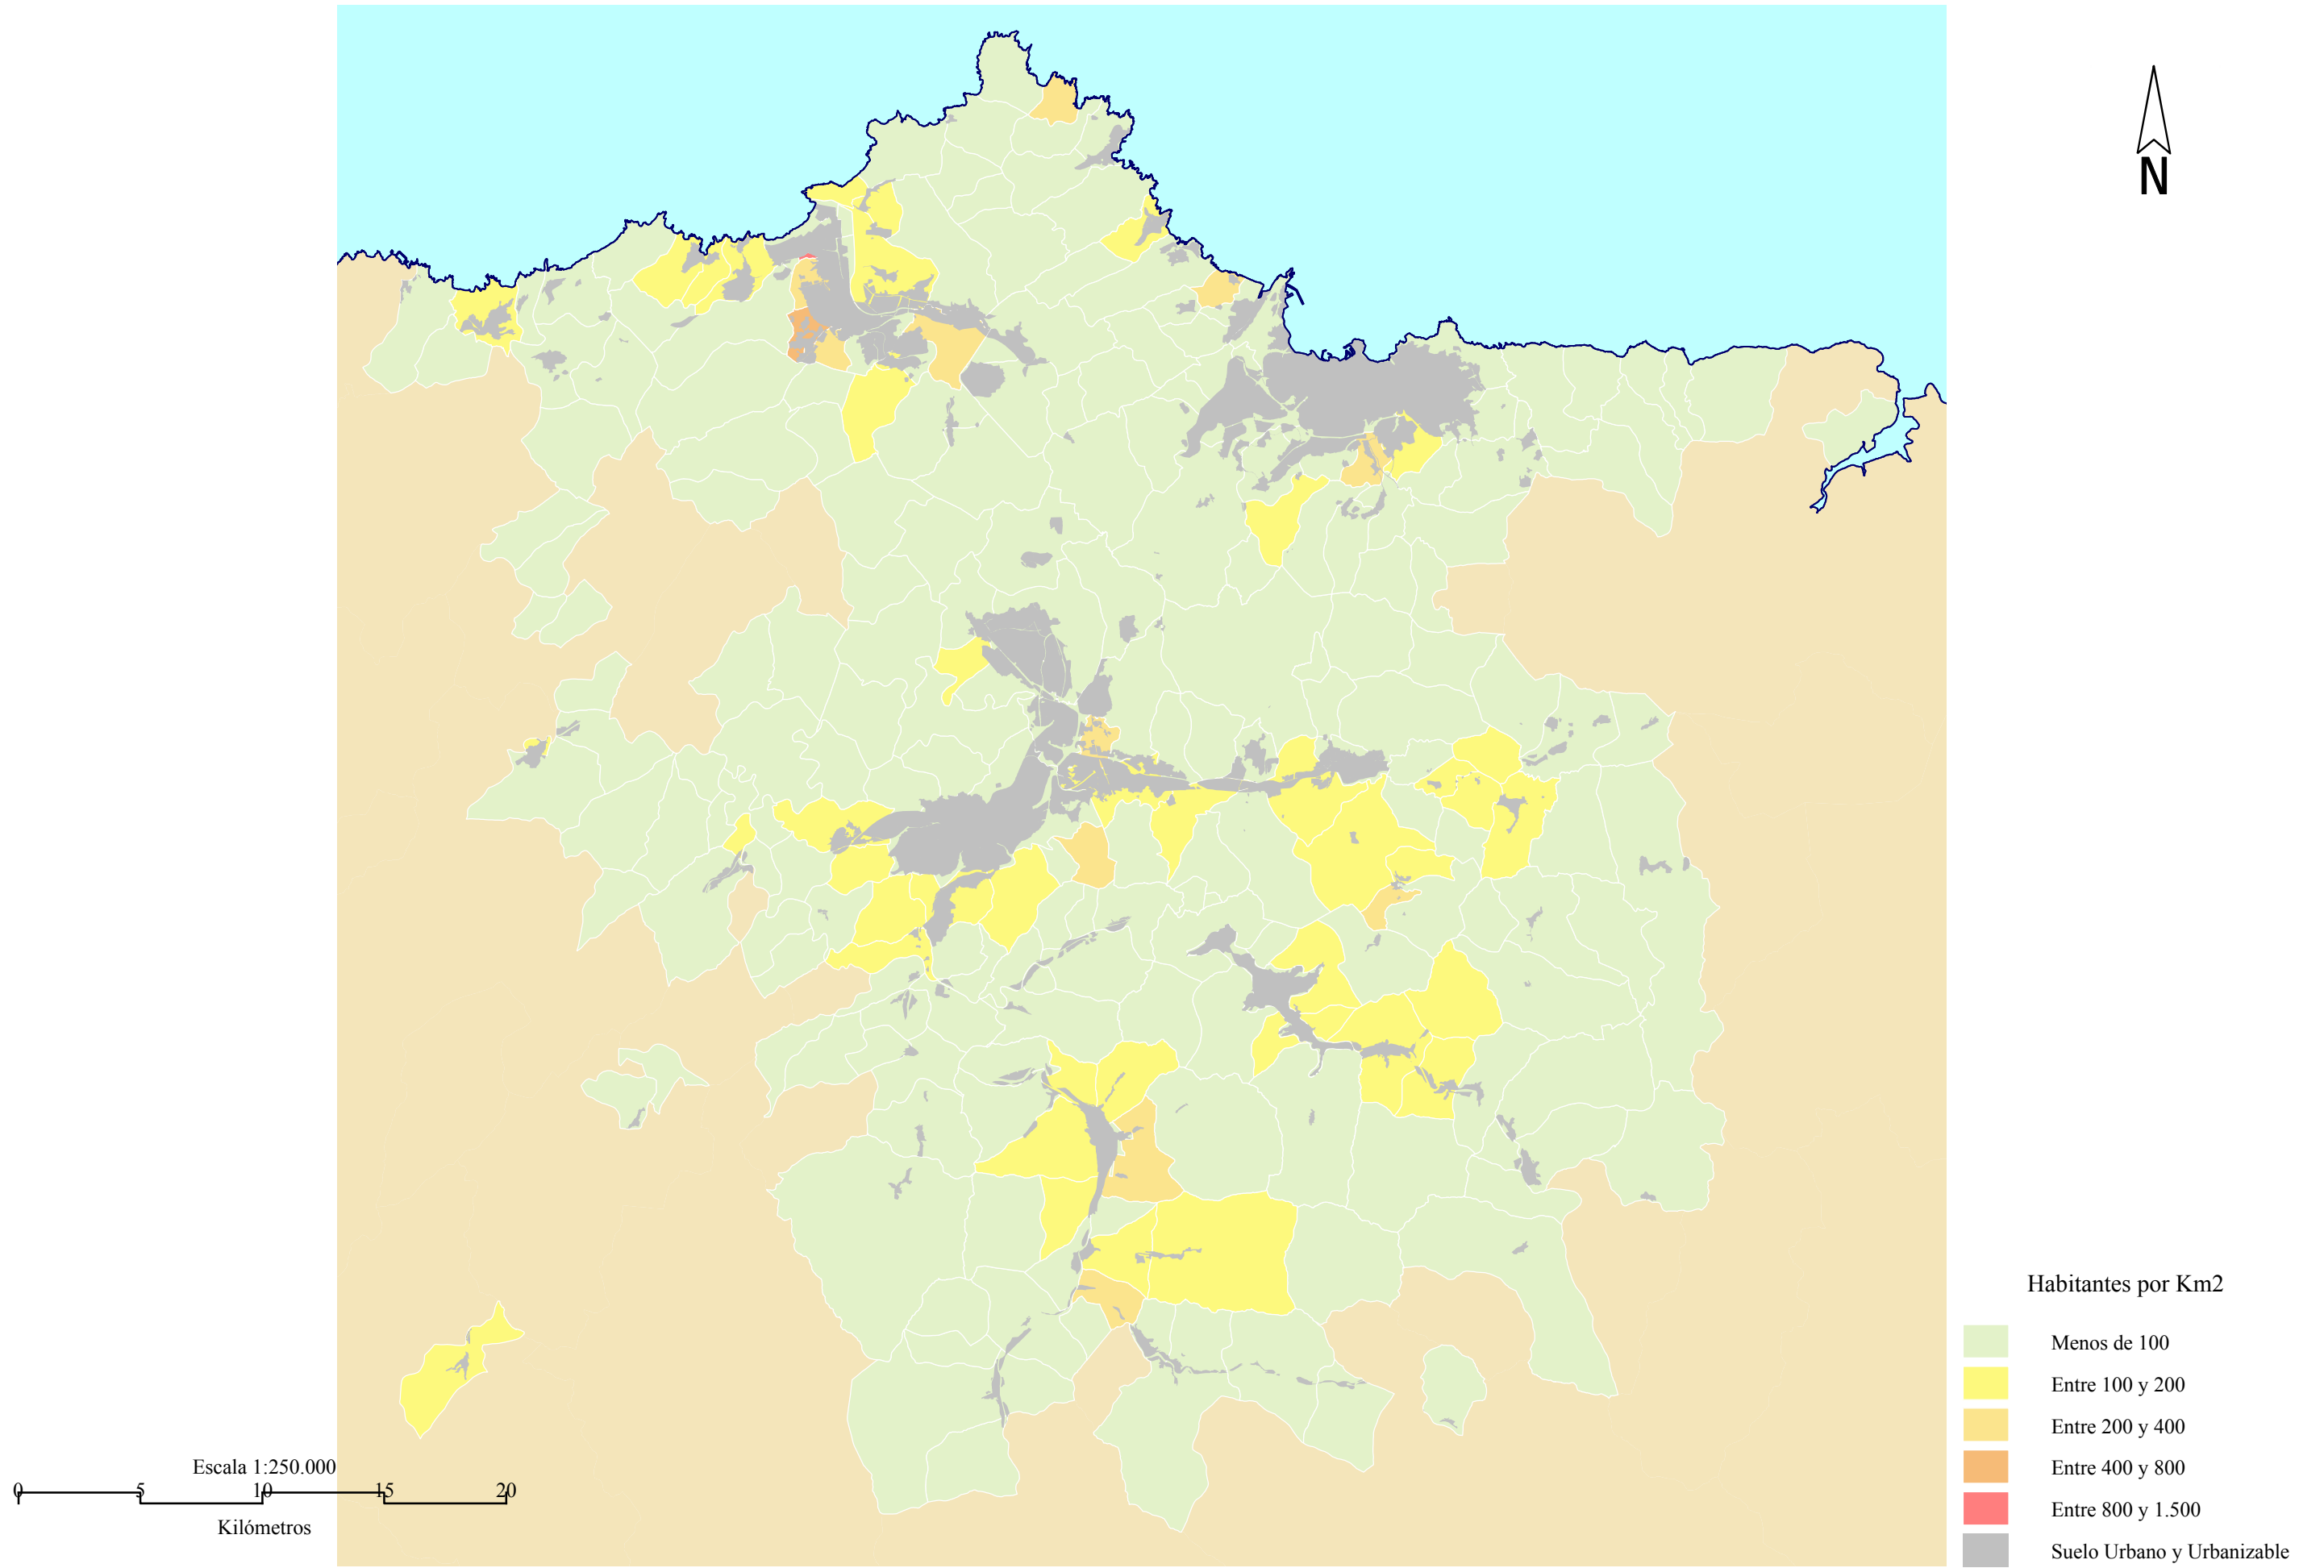 N
Habitantes por Km2
Menos de 100
Entre 100 y 200
Entre 200 y 400
Entre 400 y 800
Entre 800 y 1.500
Suelo Urbano y Urbanizable
Escala 1:250.000
0 5 10 15 20
Kilómetros